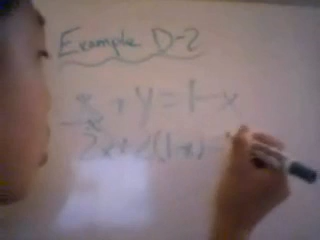 Example D-2
+ y = 1 - x
2x + 2(1-x) =